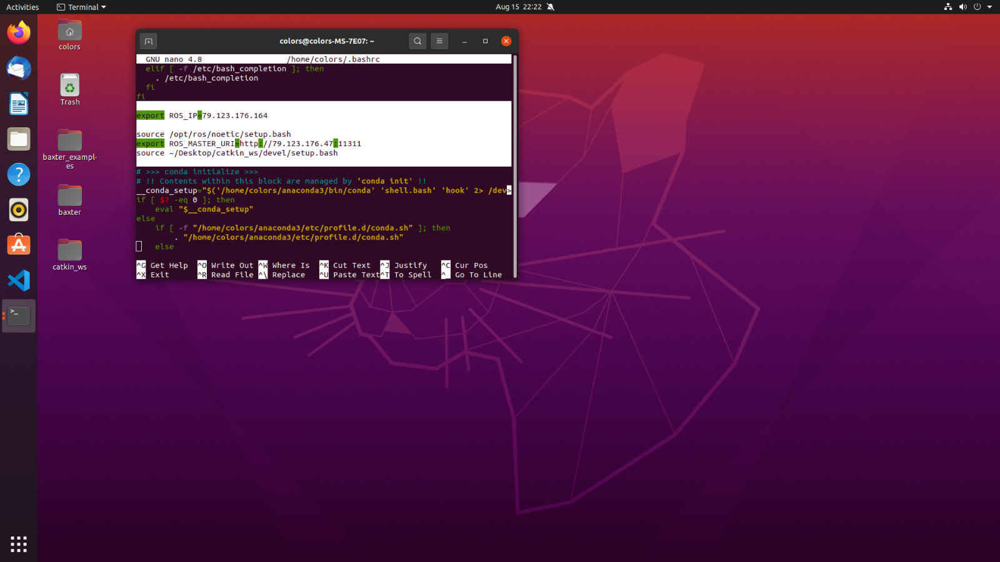 Activities
Terminal
Aug 15 22:22
colors
Trash
baxter_exampl-
es
baxter
catkin_ws
colors@colors-MS-7E07: ~
GNU nano 4.8 /home/colors/.bashrc
elif [ -f /etc/bash_completion ]; then
. /etc/bash_completion
fi
fi
export ROS_IP=79.123.176.164
source /opt/ros/noetic/setup.bash
export ROS_MASTER_URI=http://79.123.176.47:11311
source ~/Desktop/catkin_ws/devel/setup.bash
# >>> conda initialize >>>
# !! Contents within this block are managed by 'conda init' !!
__conda_setup="$('/home/colors/anaconda3/bin/conda' 'shell.bash' 'hook' 2> /dev>
if [ $? -eq 0 ]; then
eval "$__conda_setup"
else
if [ -f "/home/colors/anaconda3/etc/profile.d/conda.sh" ]; then
. "/home/colors/anaconda3/etc/profile.d/conda.sh"
else
^G Get Help ^O Write Out ^W Where Is ^K Cut Text ^J Justify ^C Cur Pos
^X Exit ^R Read File ^\ Replace ^U Paste Text ^T To Spell ^_ Go To Line